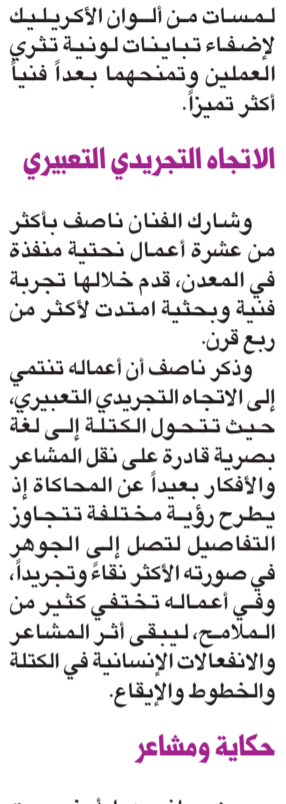 لمسات من ألوان الأكريليك
لإضفاء تباينات لونية تثري
العملين وتمنحهما بعداً فنياً
أكثر تميزاً.
الاتجاه التجريدي التعبيري
وشارك الفنان ناصف بأكثر
من عشرة أعمال نحتية منفذة
في المعدن، قدم خلالها تجربة
فنية وبحثية امتدت لأكثر من
ربع قرن.
وذكر ناصف أن أعماله تنتمي
إلى الاتجاه التجريدي التعبيري،
حيث تتحول الكتلة إلى لغة
بصرية قادرة على نقل المشاعر
والأفكار بعيداً عن المحاكاة إذ
يطرح رؤية مختلفة تتجاوز
التفاصيل لتصل إلى الجوهر
في صورته الأكثر نقاءً وتجريداً،
وفي أعماله تختفي كثير من
الملامح، ليبقى أثر المشاعر
والانفعالات الإنسانية في الكتلة
والخطوط والإيقاع.
حكاية ومشاعر